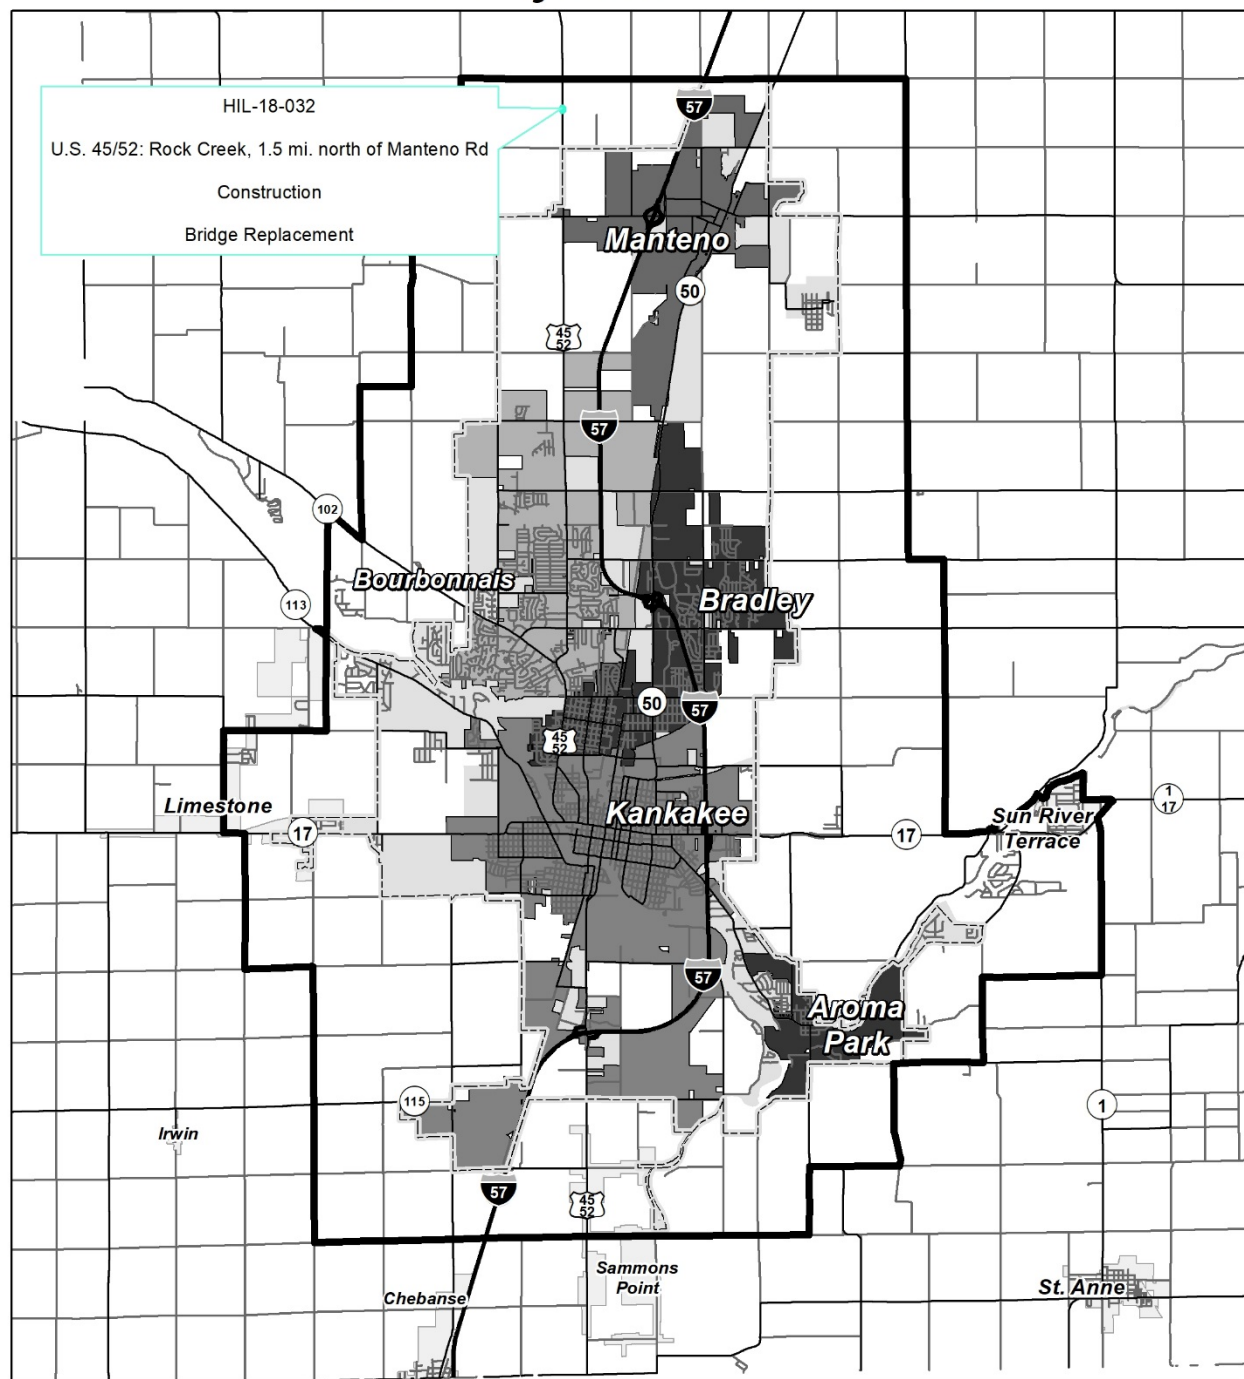 HIL-18-032
U.S. 45/52: Rock Creek, 1.5 mi. north of Manteno Rd
Construction
Bridge Replacement
57
Manteno
50
45
52
57
102
Bourbonnais
Bradley
113
50
57
45
52
Limestone
Kankakee
1
17
17
17
Sun River
Terrace
57
Aroma
Park
115
1
Irwin
57
45
52
Sammons
Point
Chebanse
St. Anne